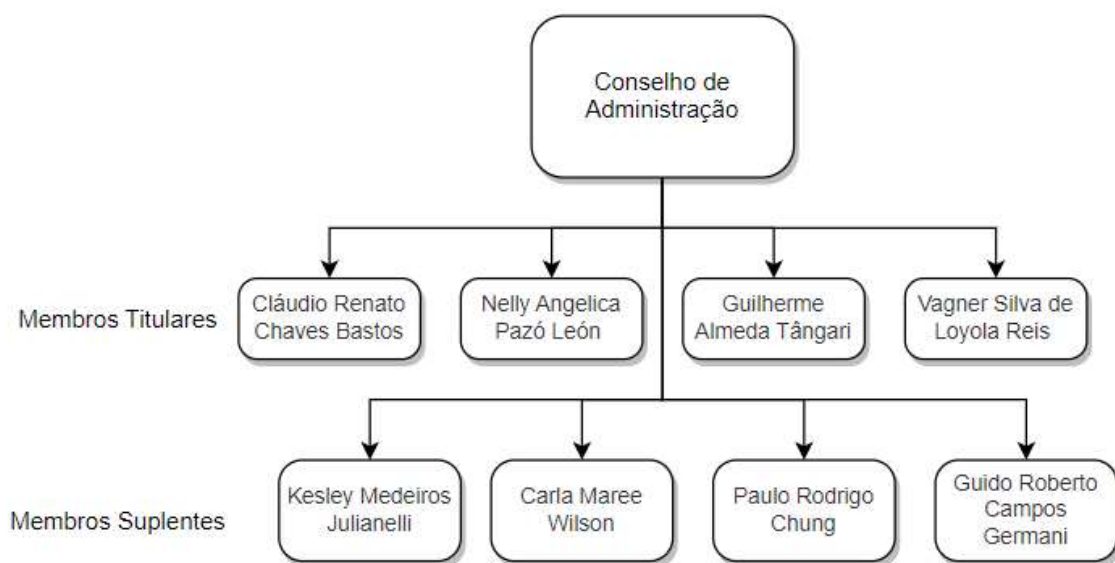 Conselho de
Administração
Membros Titulares
Cláudio Renato
Chaves Bastos
Nelly Angelica
Pazó León
Guilherme
Almeda Tângari
Vagner Silva de
Loyola Reis
Membros Suplentes
Kesley Medeiros
Julianelli
Carla Maree
Wilson
Paulo Rodrigo
Chung
Guido Roberto
Campos
Germani